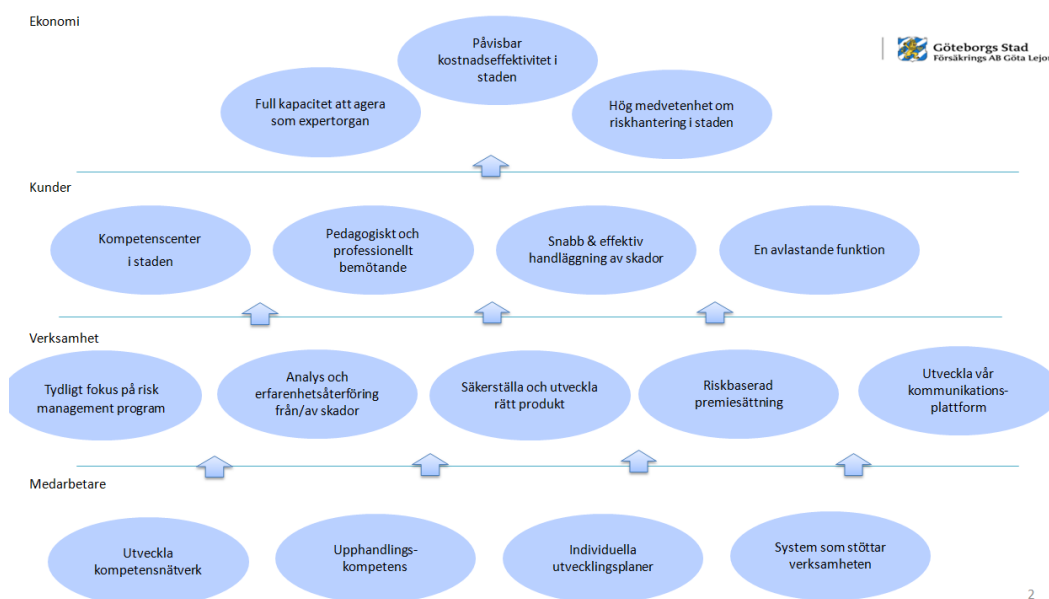 Ekonomi
Påvisbar
kostnadseffektivitet i
staden
Göteborgs Stad
Försäkrings AB Göta Lejon
Full kapacitet att agera
som expertorgan
Hög medvetenhet om
riskhantering i staden
Kunder
Kompetenscenter
i staden
Pedagogiskt och
professionellt
bemötande
Snabb & effektiv
handläggning av skador
En avlastande funktion
Verksamhet
Tydligt fokus på risk
management program
Analys och
erfarenhetsåterföring
från/av skador
Säkerställa och utveckla
rätt produkt
Riskbaserad
premiesättning
Utveckla vår
kommunikations-
plattform
Medarbetare
Utveckla
kompetensnätverk
Upphandlings-
kompetens
Individuella
utvecklingsplaner
System som stöttar
verksamheten
2